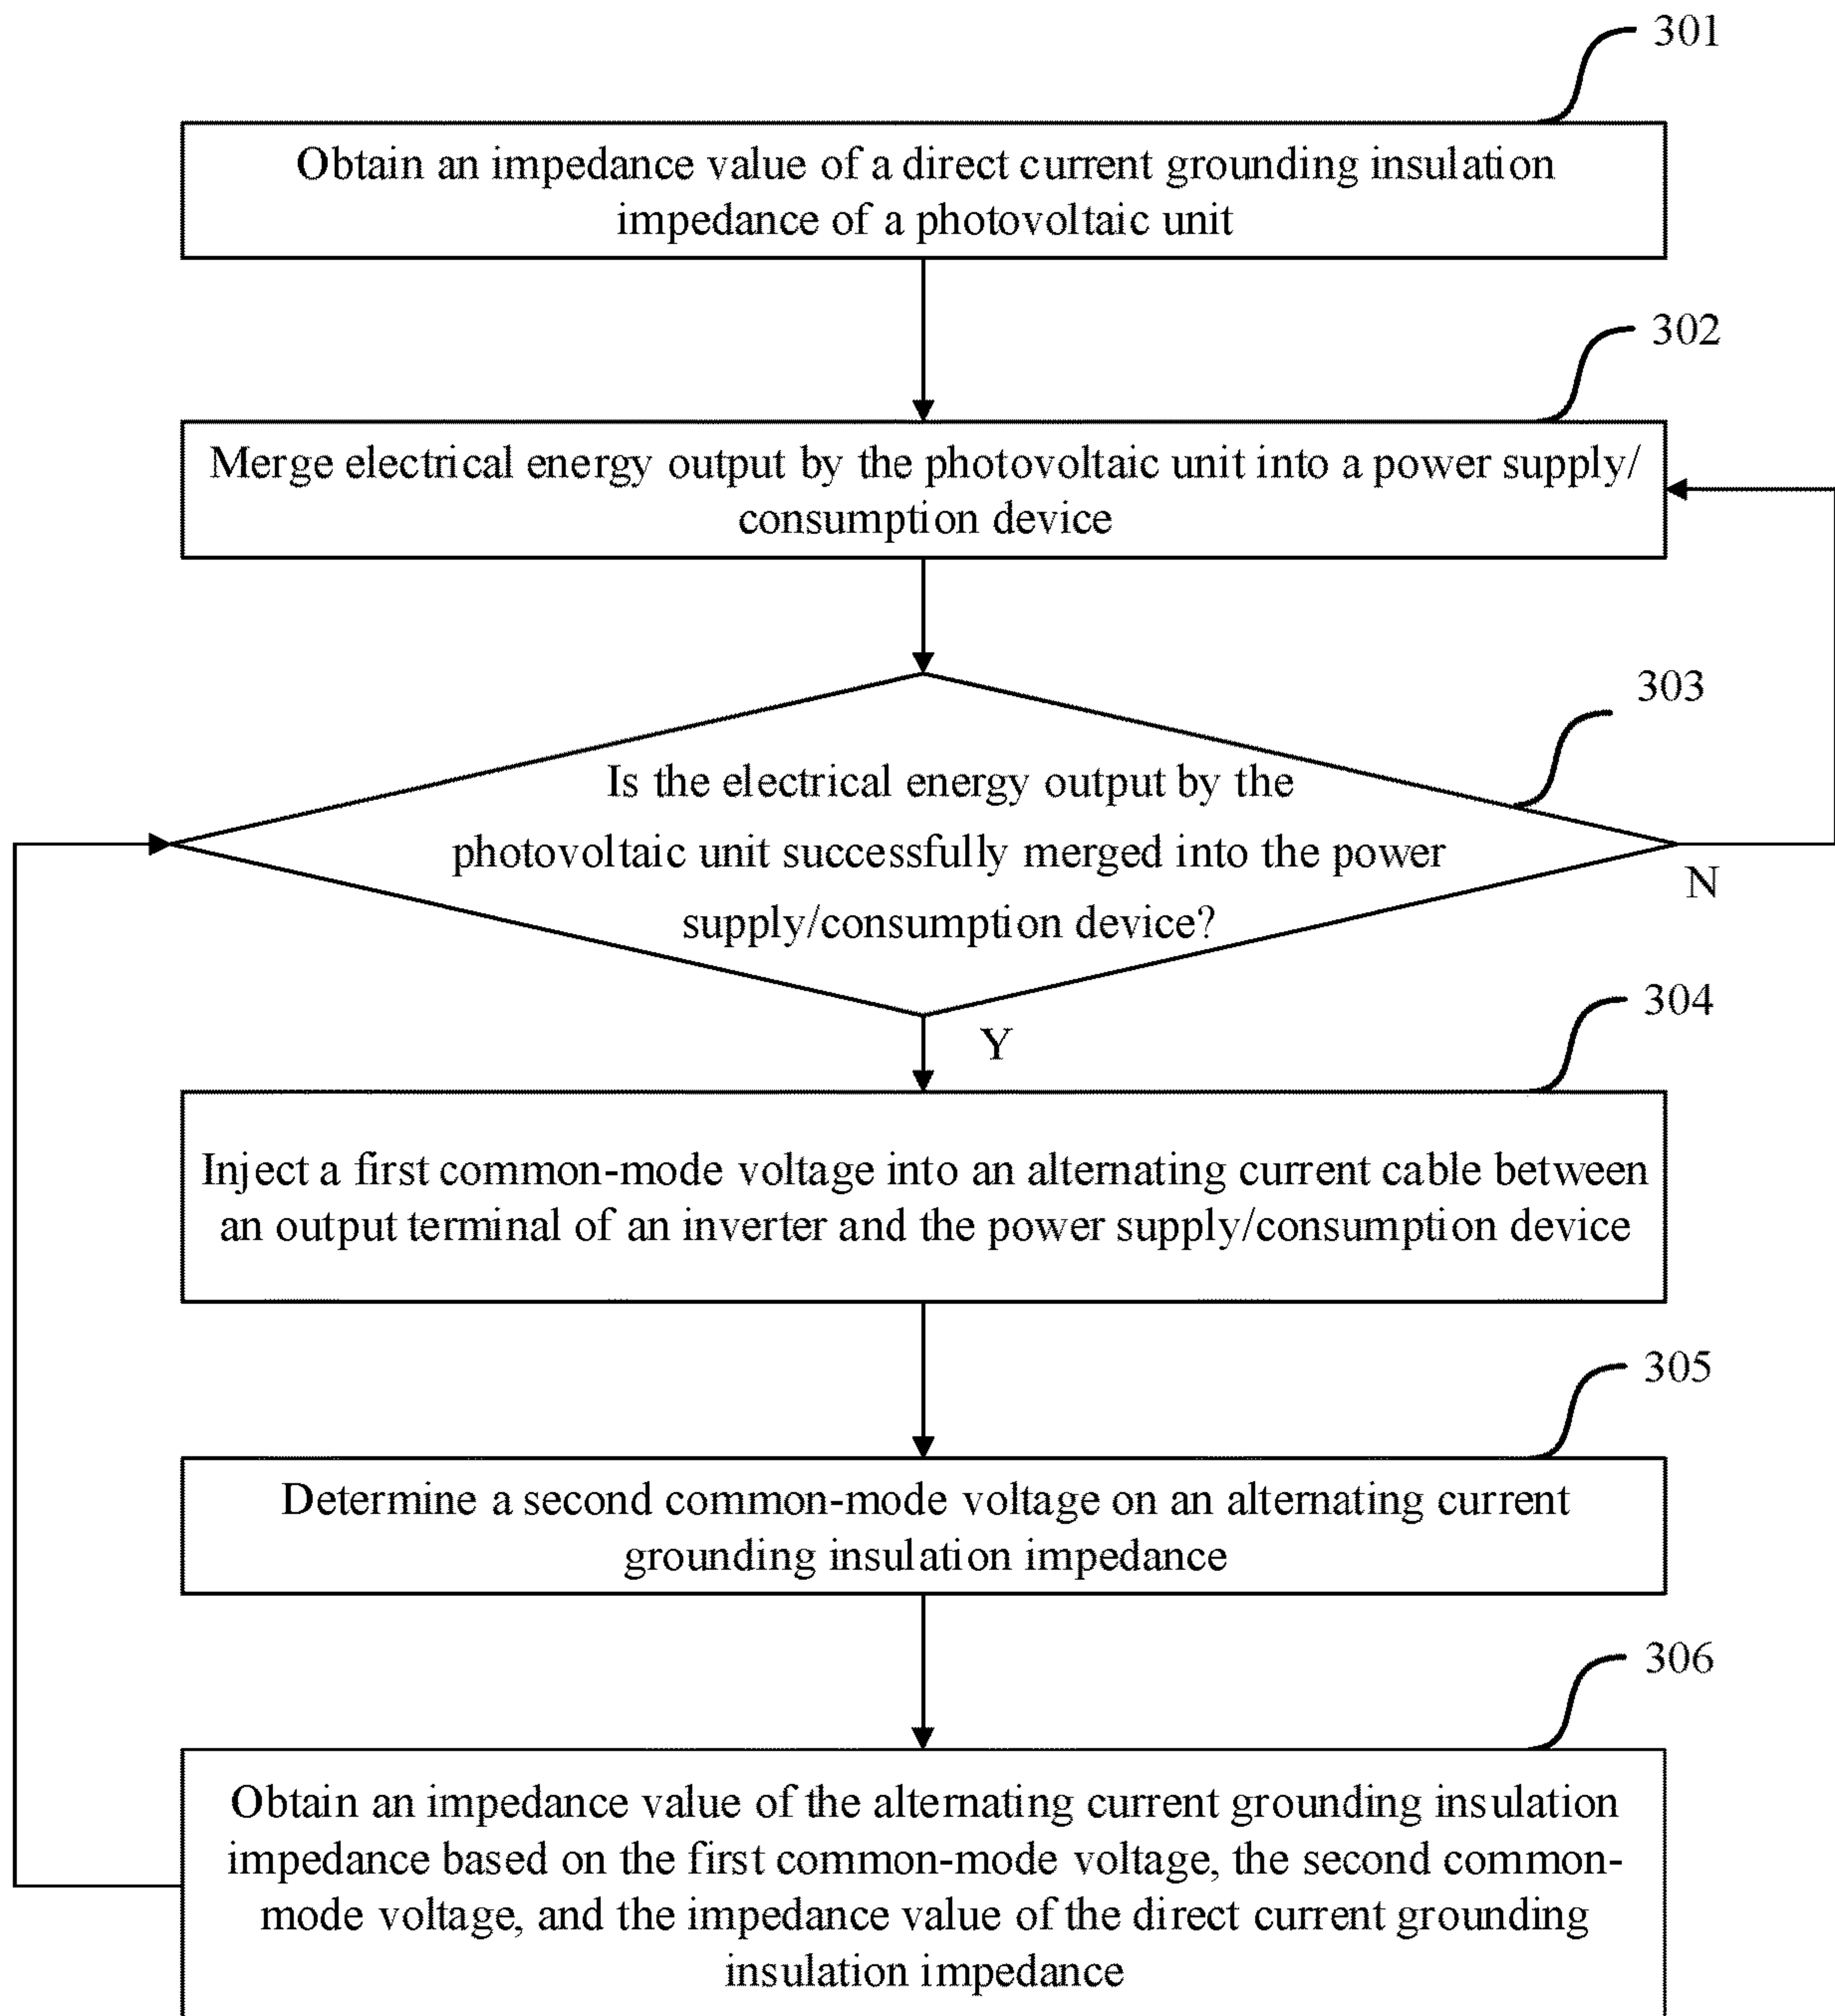 301
Obtain an impedance value of a direct current grounding insulation
impedance of a photovoltaic unit
302
Merge electrical energy output by the photovoltaic unit into a power supply/
consumption device
303
Is the electrical energy output by the
photovoltaic unit successfully merged into the power
supply/consumption device?
N
Y
304
Inject a first common-mode voltage into an alternating current cable between
an output terminal of an inverter and the power supply/consumption device
305
Determine a second common-mode voltage on an alternating current
grounding insulation impedance
306
Obtain an impedance value of the alternating current grounding insulation
impedance based on the first common-mode voltage, the second common-
mode voltage, and the impedance value of the direct current grounding
insulation impedance